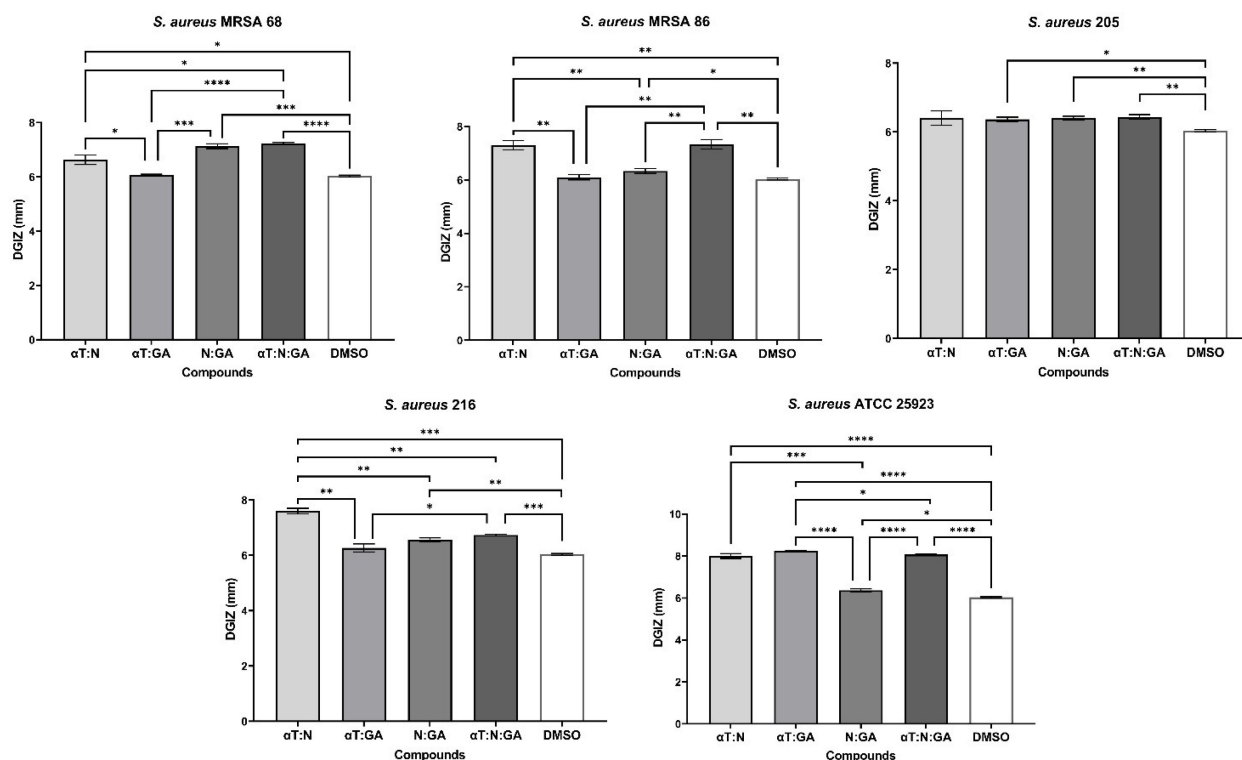 S. aureus MRSA 68
*
*
****
***
* *** ****
DGIZ (mm)
8
6
4
2
0
αT:N αT:GA N:GA αT:N:GA DMSO
Compounds
S. aureus MRSA 86
**
** *
**
** ** **
DGIZ (mm)
8
6
4
2
0
αT:N αT:GA N:GA αT:N:GA DMSO
Compounds
S. aureus 205
*
**
**
DGIZ (mm)
8
6
4
2
0
αT:N αT:GA N:GA αT:N:GA DMSO
Compounds
S. aureus 216
***
**
** **
** * ***
DGIZ (mm)
8
6
4
2
0
αT:N αT:GA N:GA αT:N:GA DMSO
Compounds
S. aureus ATCC 25923
****
***
****
*
*
**** **** ****
DGIZ (mm)
10
8
6
4
2
0
αT:N αT:GA N:GA αT:N:GA DMSO
Compounds